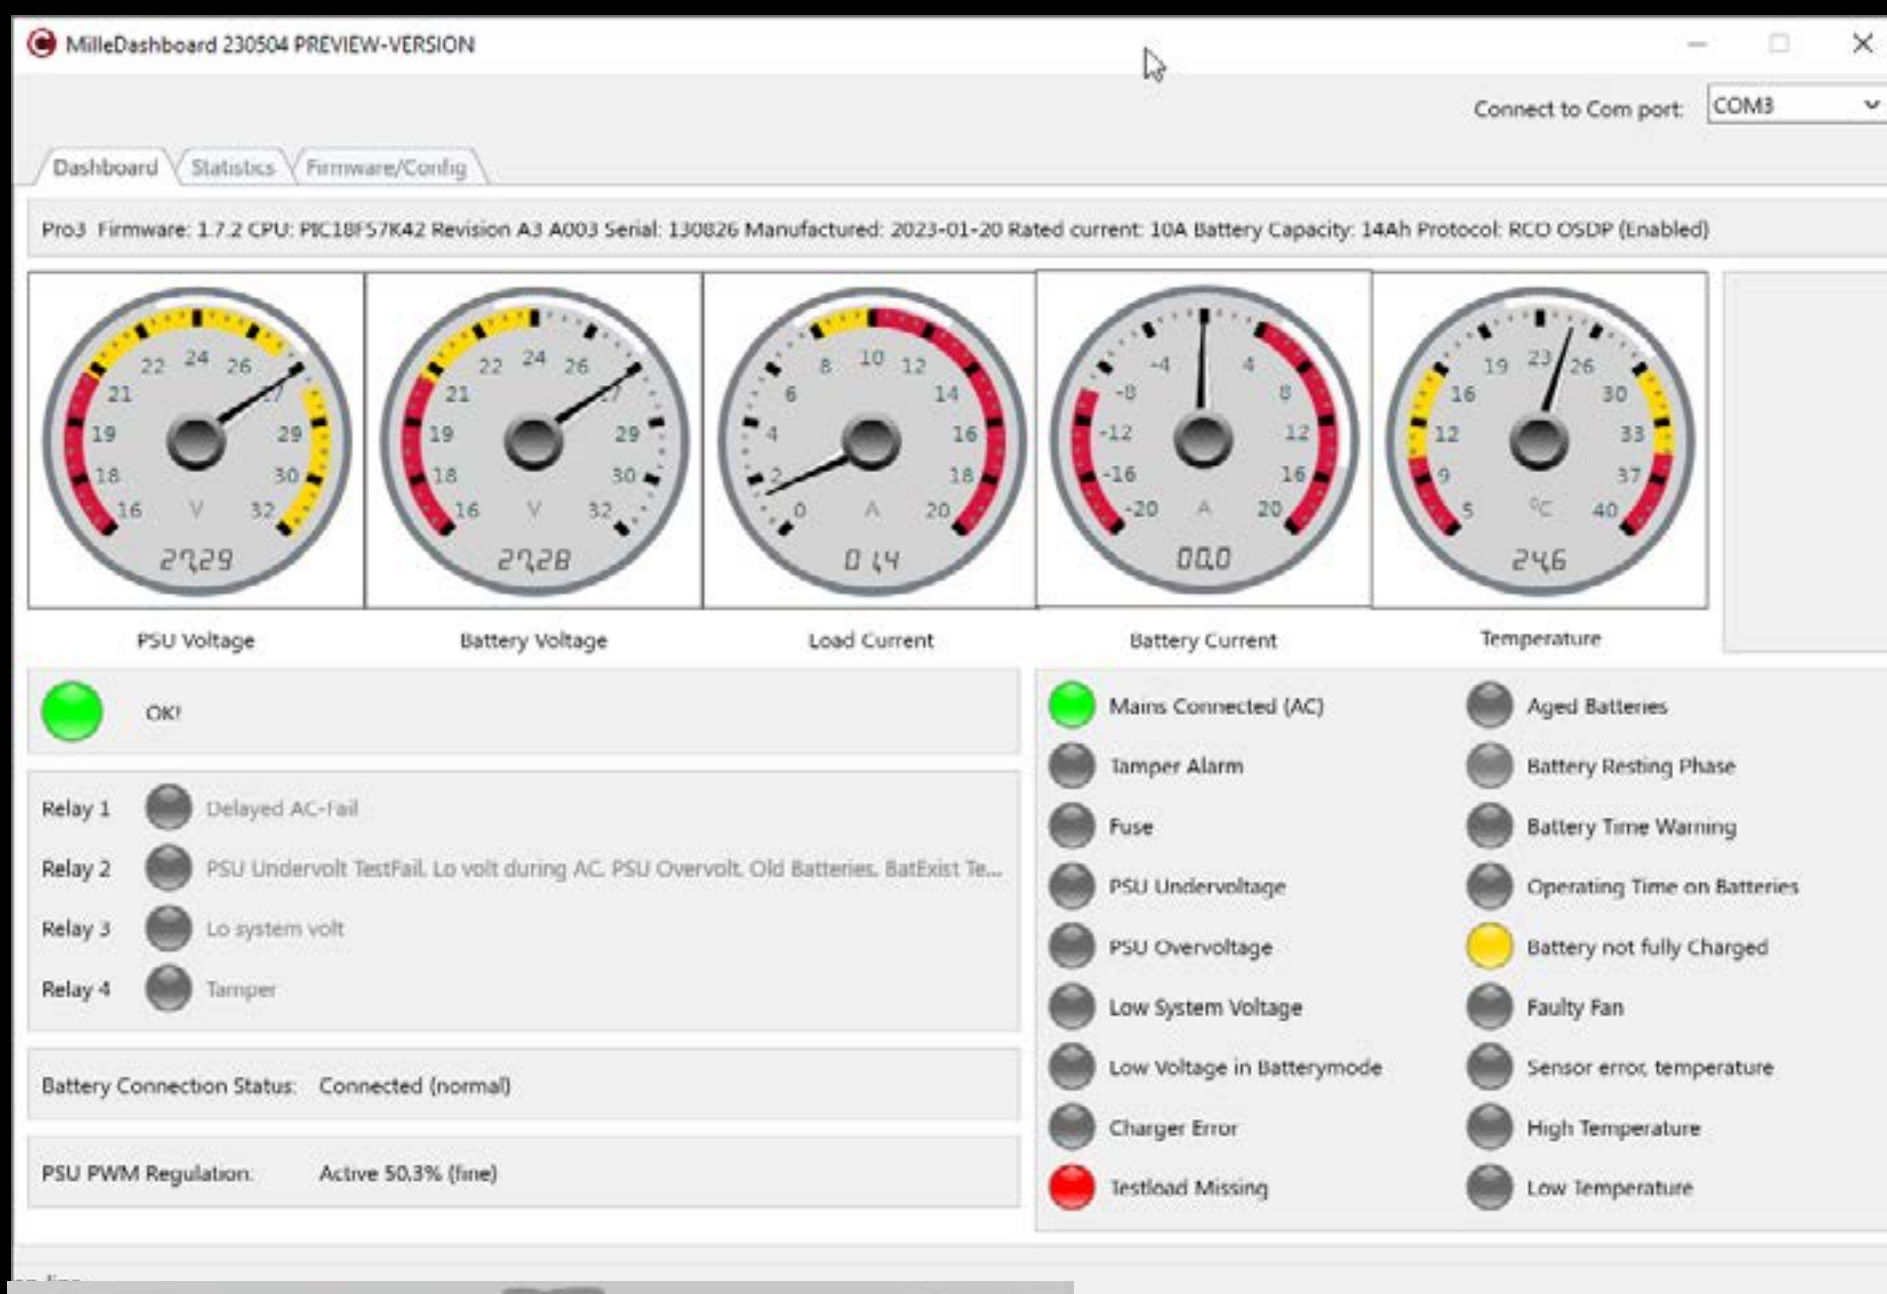 MilleDashboard 230504 PREVIEW-VERSION
Connect to Com port: COM3
Dashboard Statistics Firmware/Config
Pro3 Firmware: 1.7.2 CPU: PIC18F57K42 Revision A3 A003 Serial: 130826 Manufactured: 2023-01-20 Rated current: 10A Battery Capacity: 14Ah Protocol: RCO OSDP (Enabled)
16 18 19 21 22 24 26 27 29 30 32 V 27,29
16 18 19 21 22 24 26 27 29 30 32 V 27,28
0 2 4 6 8 10 12 14 16 18 20 A 01,4
-20 -16 -12 -8 -4 4 8 12 16 20 A 00,0
5 9 12 16 19 23 26 30 33 37 40 °C 24,6
PSU Voltage Battery Voltage Load Current Battery Current Temperature
OK!
Relay 1 Delayed AC-Fail
Relay 2 PSU Undervolt TestFail, Lo volt during AC, PSU Overvolt, Old Batteries, BatExist Te...
Relay 3 Lo system volt
Relay 4 Tamper
Battery Connection Status: Connected (normal)
PSU PWM Regulation: Active 50.3% (fine)
Mains Connected (AC)
Tamper Alarm
Fuse
PSU Undervoltage
PSU Overvoltage
Low System Voltage
Low Voltage in Batterymode
Charger Error
Testload Missing
Aged Batteries
Battery Resting Phase
Battery Time Warning
Operating Time on Batteries
Battery not fully Charged
Faulty Fan
Sensor error, temperature
High Temperature
Low Temperature